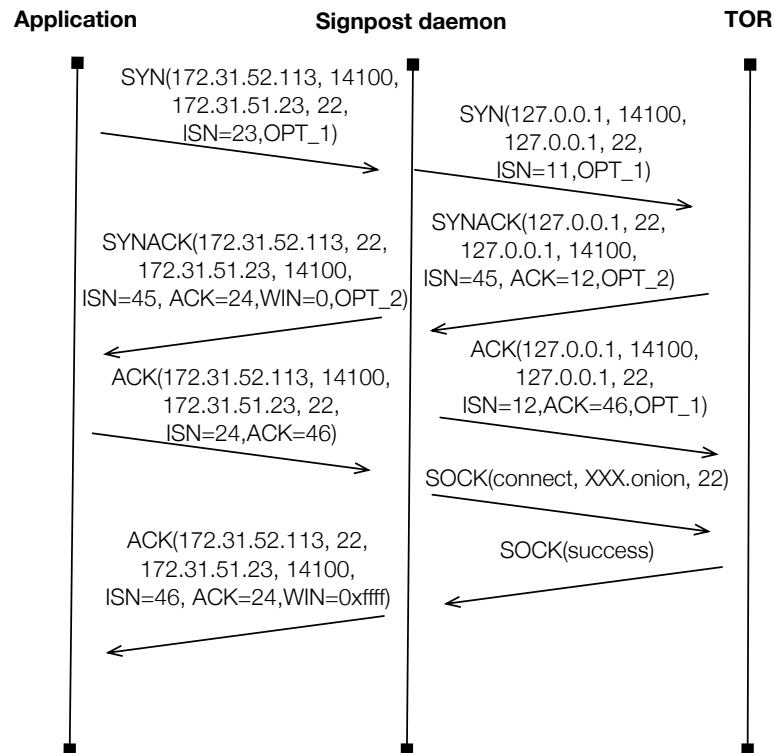 Application
Signpost daemon
TOR
SYN(172.31.52.113, 14100,
172.31.51.23, 22,
ISN=23,OPT_1)
SYN(127.0.0.1, 14100,
127.0.0.1, 22,
ISN=11,OPT_1)
SYNACK(127.0.0.1, 22,
127.0.0.1, 14100,
ISN=45, ACK=12,OPT_2)
SYNACK(172.31.52.113, 22,
172.31.51.23, 14100,
ISN=45, ACK=24,WIN=0,OPT_2)
ACK(127.0.0.1, 14100,
127.0.0.1, 22,
ISN=12,ACK=46,OPT_1)
ACK(172.31.52.113, 14100,
172.31.51.23, 22,
ISN=24,ACK=46)
SOCK(connect, XXX.onion, 22)
SOCK(success)
ACK(172.31.52.113, 22,
172.31.51.23, 14100,
ISN=46, ACK=24,WIN=0xffff)